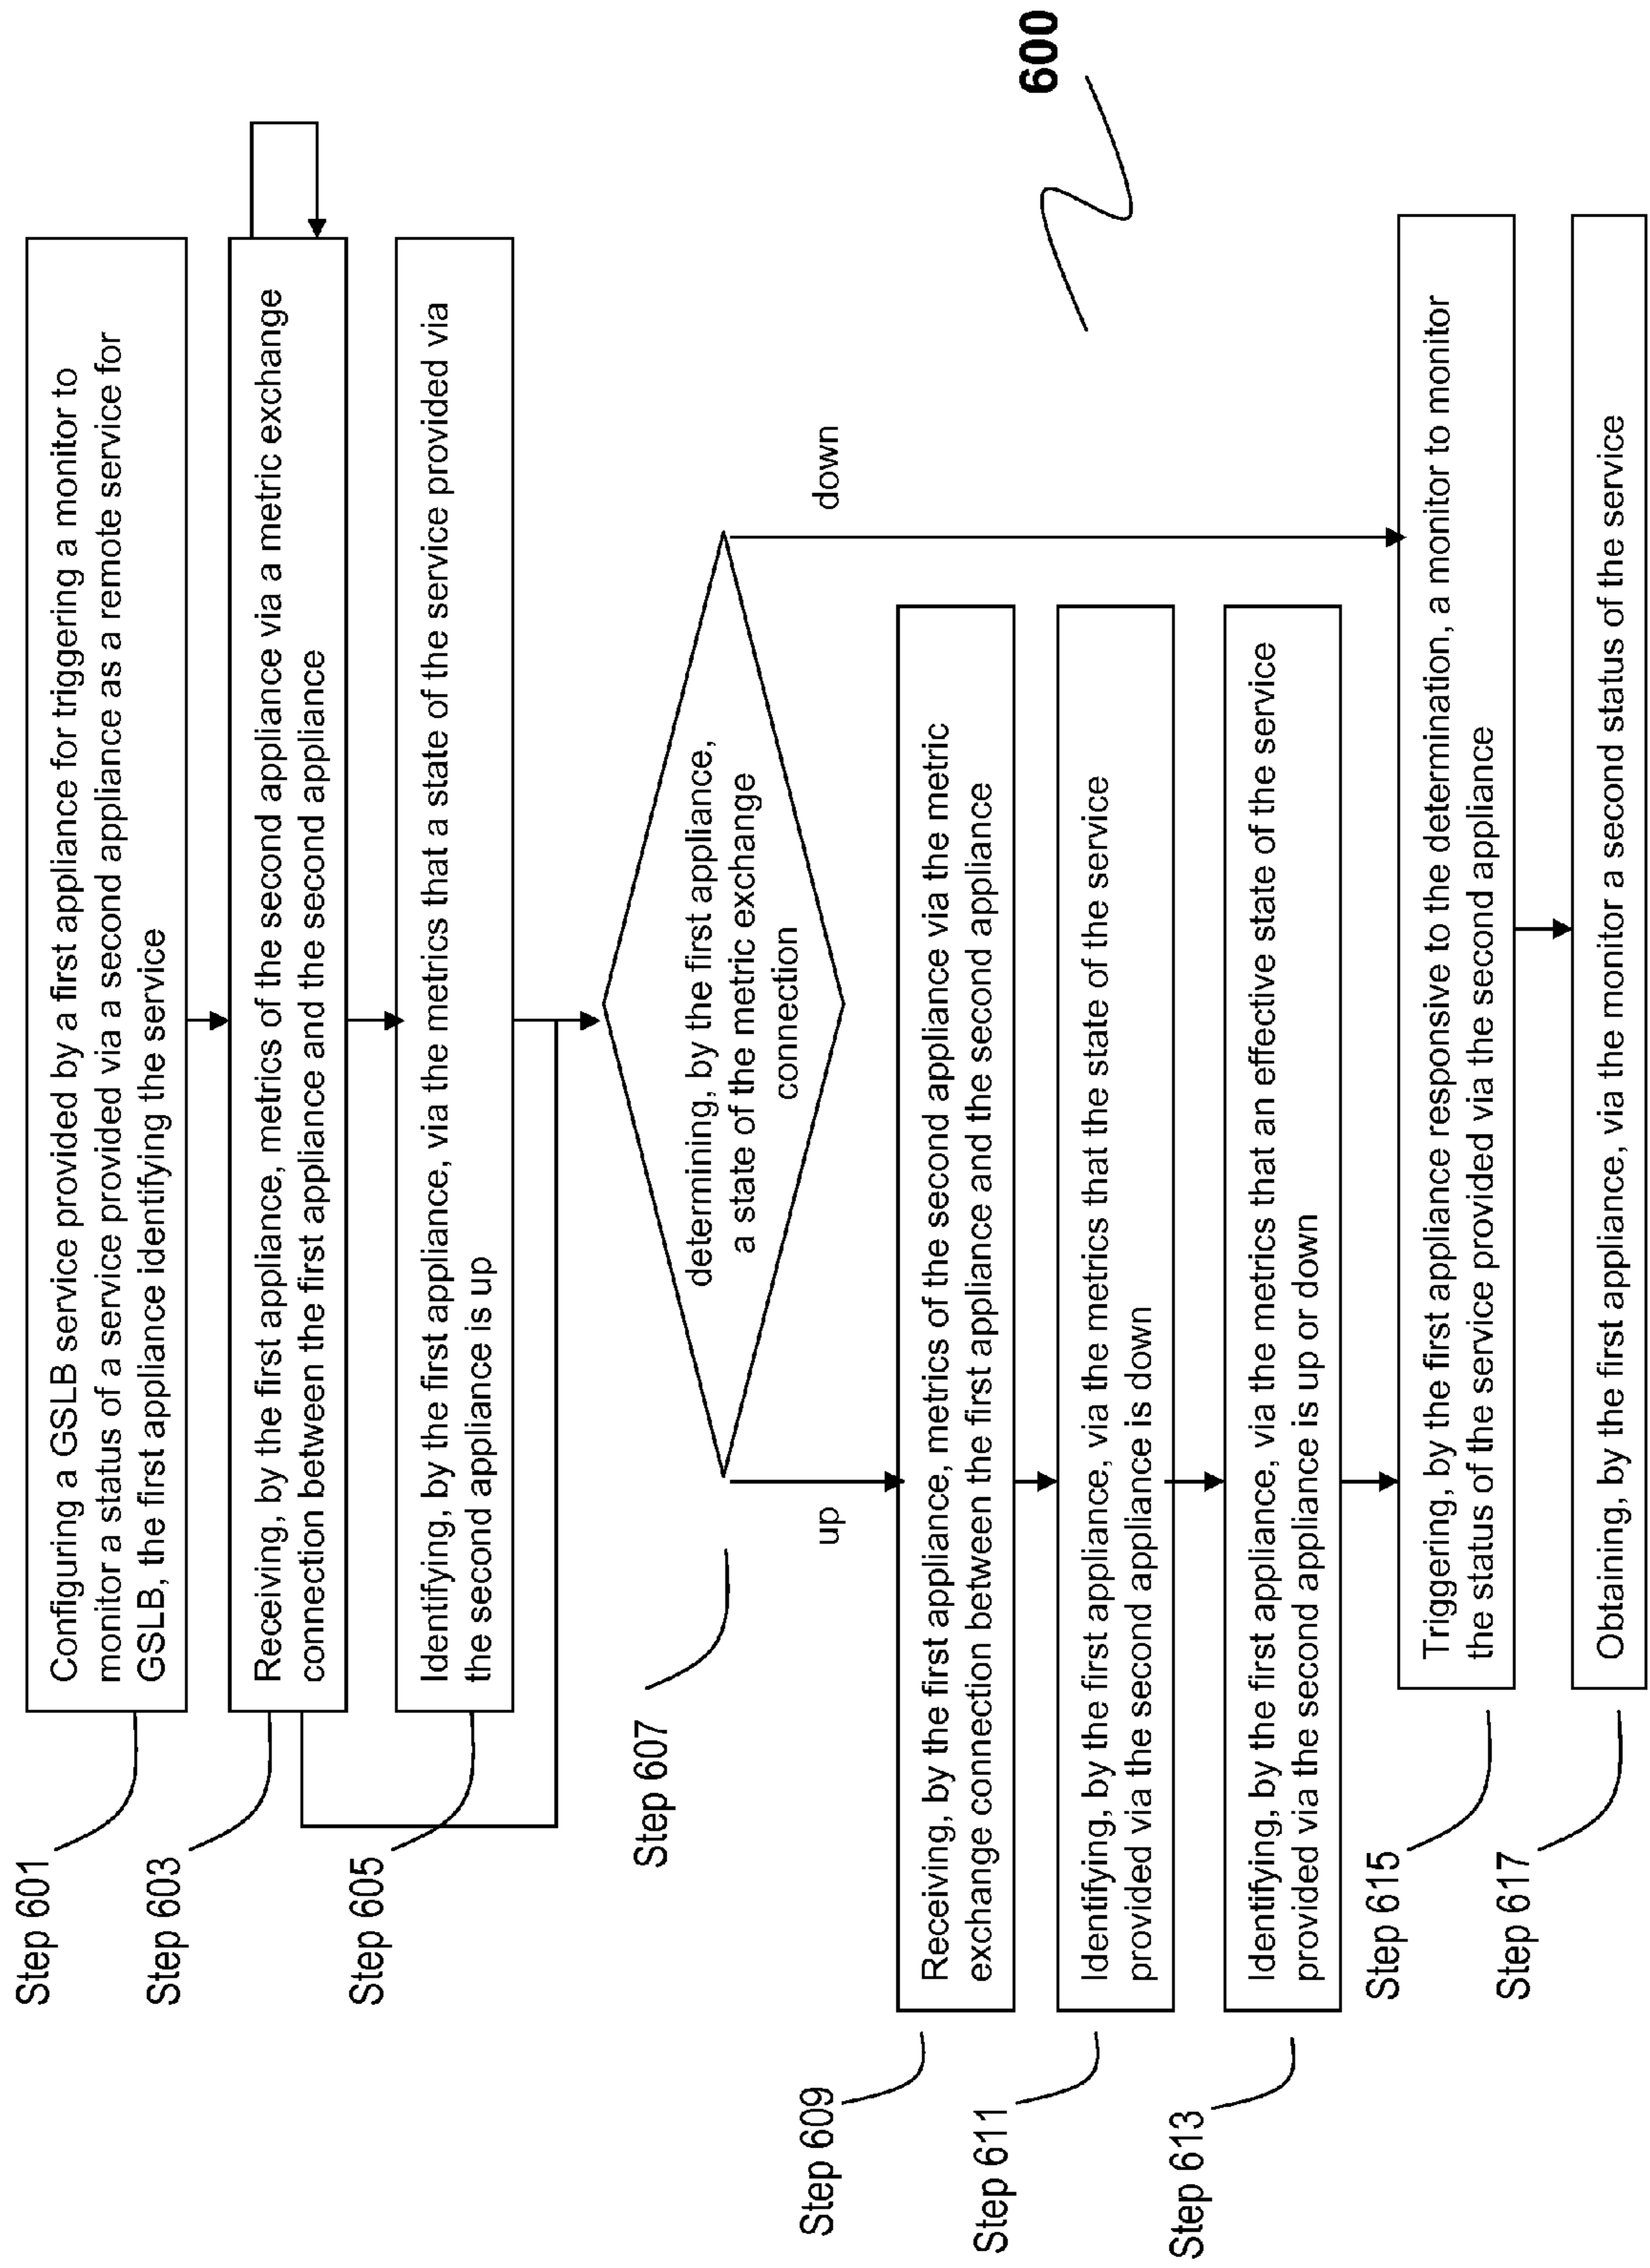 Step 601
Configuring a GSLB service provided by a first appliance for triggering a monitor to
monitor a status of a service provided via a second appliance as a remote service for
GSLB, the first appliance identifying the service
Step 603
Receiving, by the first appliance, metrics of the second appliance via a metric exchange
connection between the first appliance and the second appliance
Step 605
Identifying, by the first appliance, via the metrics that a state of the service provided via
the second appliance is up
Step 607
determining, by the first appliance,
a state of the metric exchange
connection
up
down
600
Step 609
Receiving, by the first appliance, metrics of the second appliance via the metric
exchange connection between the first appliance and the second appliance
Step 611
Identifying, by the first appliance, via the metrics that the state of the service
provided via the second appliance is down
Step 613
Identifying, by the first appliance, via the metrics that an effective state of the service
provided via the second appliance is up or down
Step 615
Triggering, by the first appliance responsive to the determination, a monitor to monitor
the status of the service provided via the second appliance
Step 617
Obtaining, by the first appliance, via the monitor a second status of the service